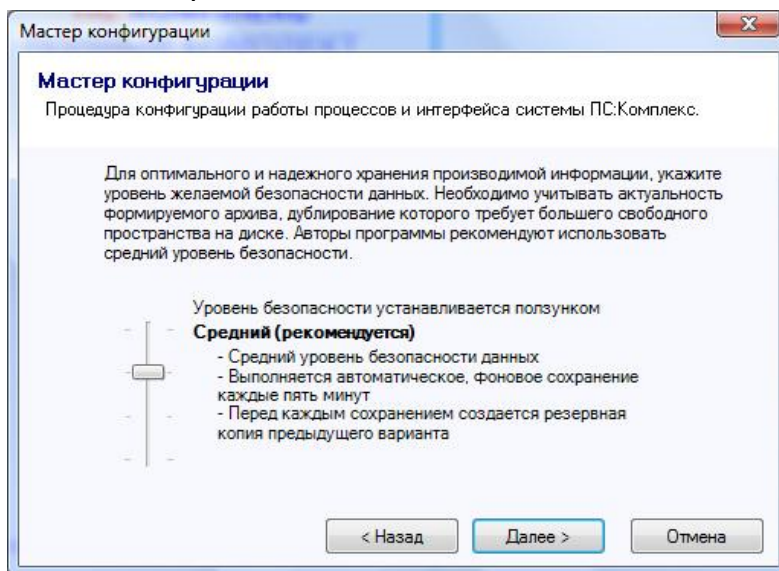 Мастер конфигурации
Мастер конфигурации
Процедура конфигурации работы процессов и интерфейса системы ПС:Комплекс.
Для оптимального и надежного хранения производимой информации, укажите
уровень желаемой безопасности данных. Необходимо учитывать актуальность
формируемого архива, дублирование которого требует большего свободного
пространства на диске. Авторы программы рекомендуют использовать
средний уровень безопасности.
Уровень безопасности устанавливается ползунком
Средний (рекомендуется)
- Средний уровень безопасности данных
- Выполняется автоматическое, фоновое сохранение
каждые пять минут
- Перед каждым сохранением создается резервная
копия предыдущего варианта
< Назад
Далее >
Отмена